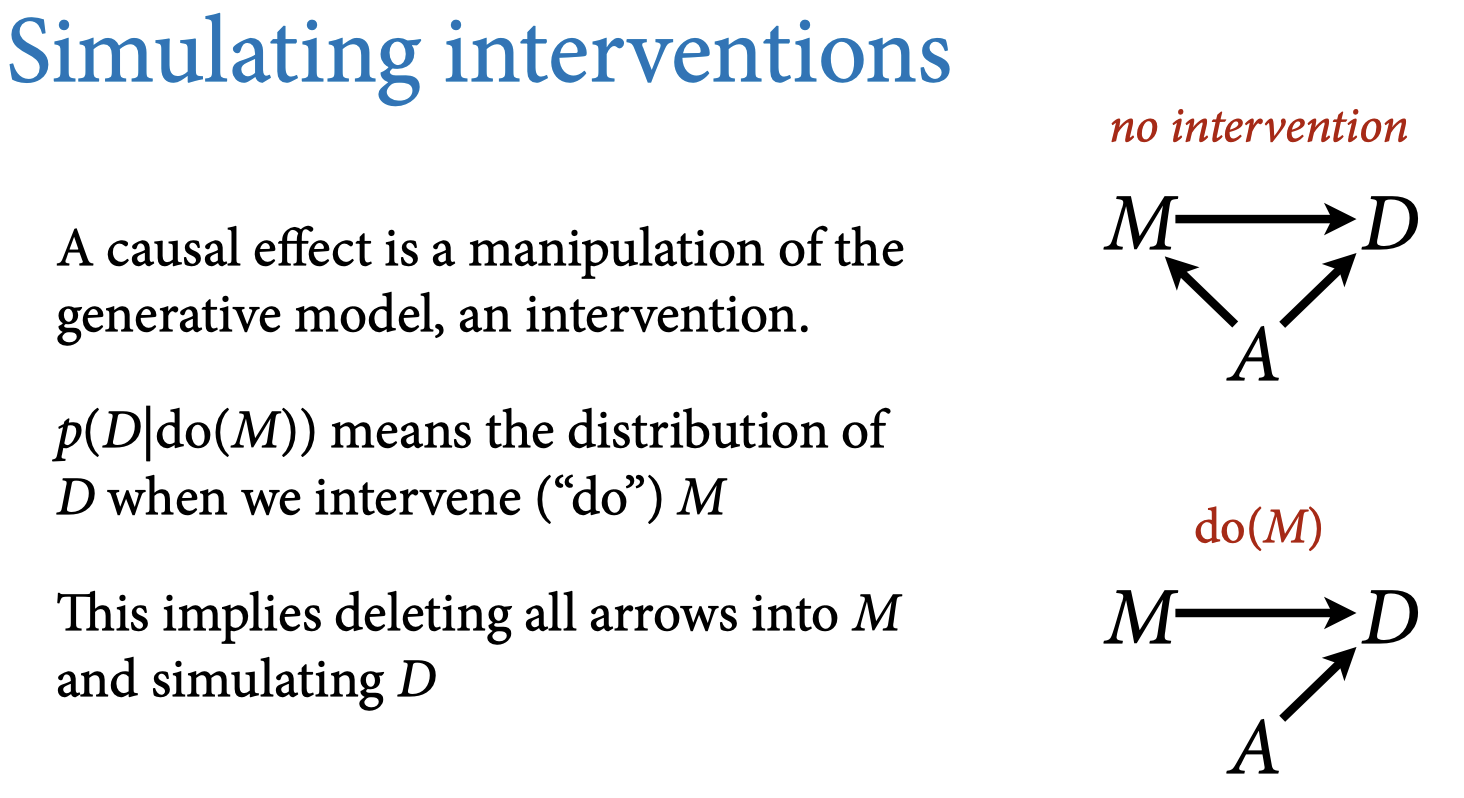 Simulating interventions
A causal effect is a manipulation of the
generative model, an intervention.
p(D|do(M)) means the distribution of
D when we intervene (“do”) M
This implies deleting all arrows into M
and simulating D
no intervention
M D
A
do(M)
M D
A